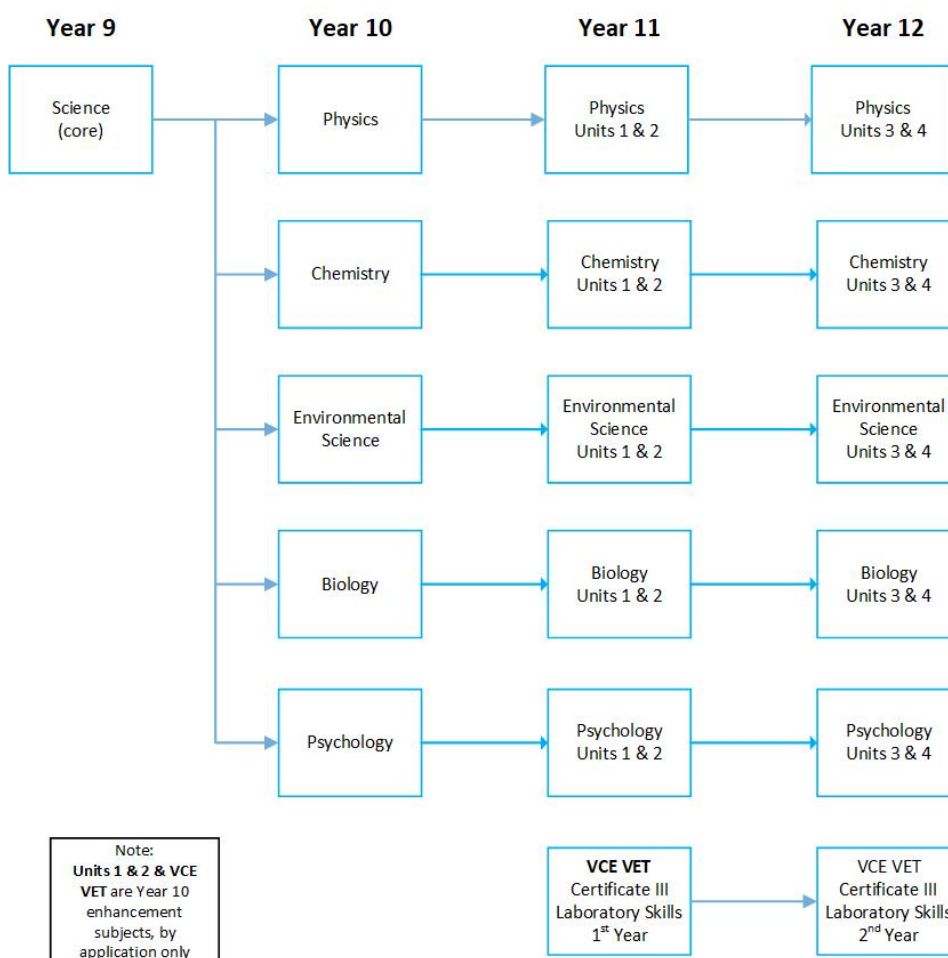 Year 9
Year 10
Year 11
Year 12
Science
(core)
Physics
Physics
Units 1 & 2
Physics
Units 3 & 4
Chemistry
Chemistry
Units 1 & 2
Chemistry
Units 3 & 4
Environmental
Science
Environmental
Science
Units 1 & 2
Environmental
Science
Units 3 & 4
Biology
Biology
Units 1 & 2
Biology
Units 3 & 4
Psychology
Psychology
Units 1 & 2
Psychology
Units 3 & 4
Note:
Units 1 & 2 & VCE
VET are Year 10
enhancement
subjects, by
application only
VCE VET
Certificate III
Laboratory Skills
1st Year
VCE VET
Certificate III
Laboratory Skills
2nd Year